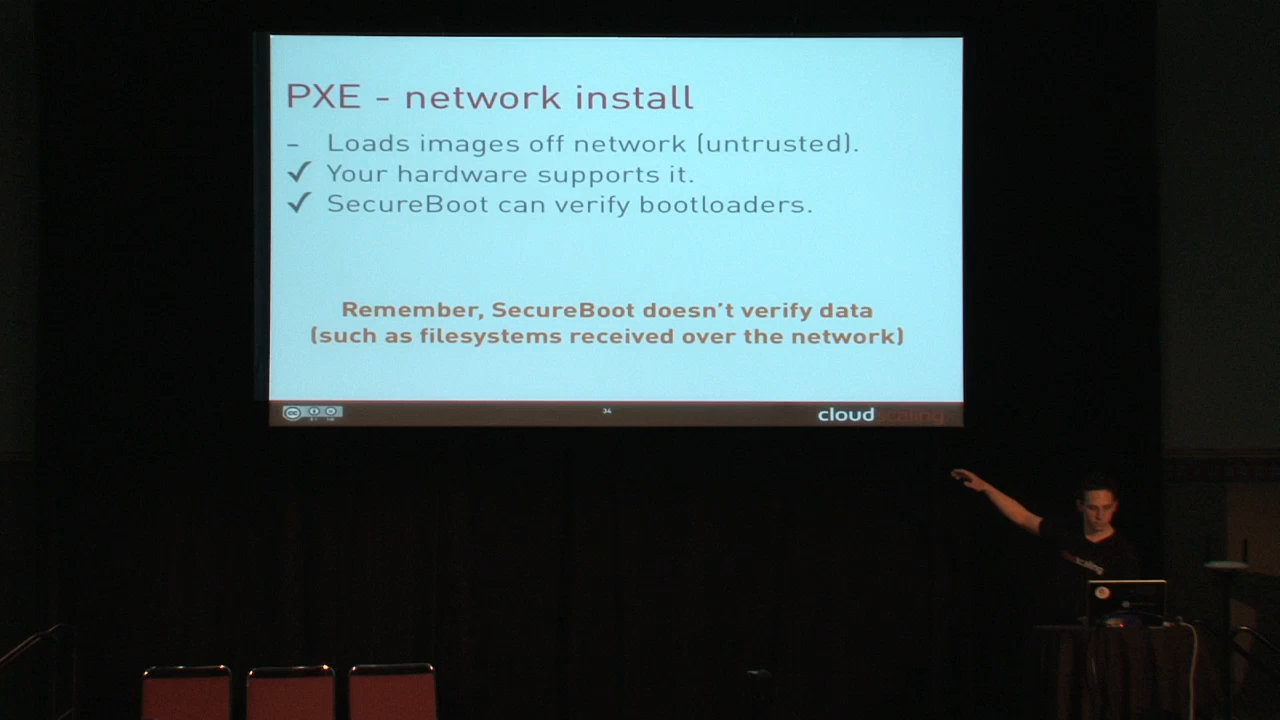 PXE - network install
- Loads images off network (untrusted).
✓ Your hardware supports it.
✓ SecureBoot can verify bootloaders.
Remember, SecureBoot doesn't verify data
(such as filesystems received over the network)
cc
34
cloudscaling